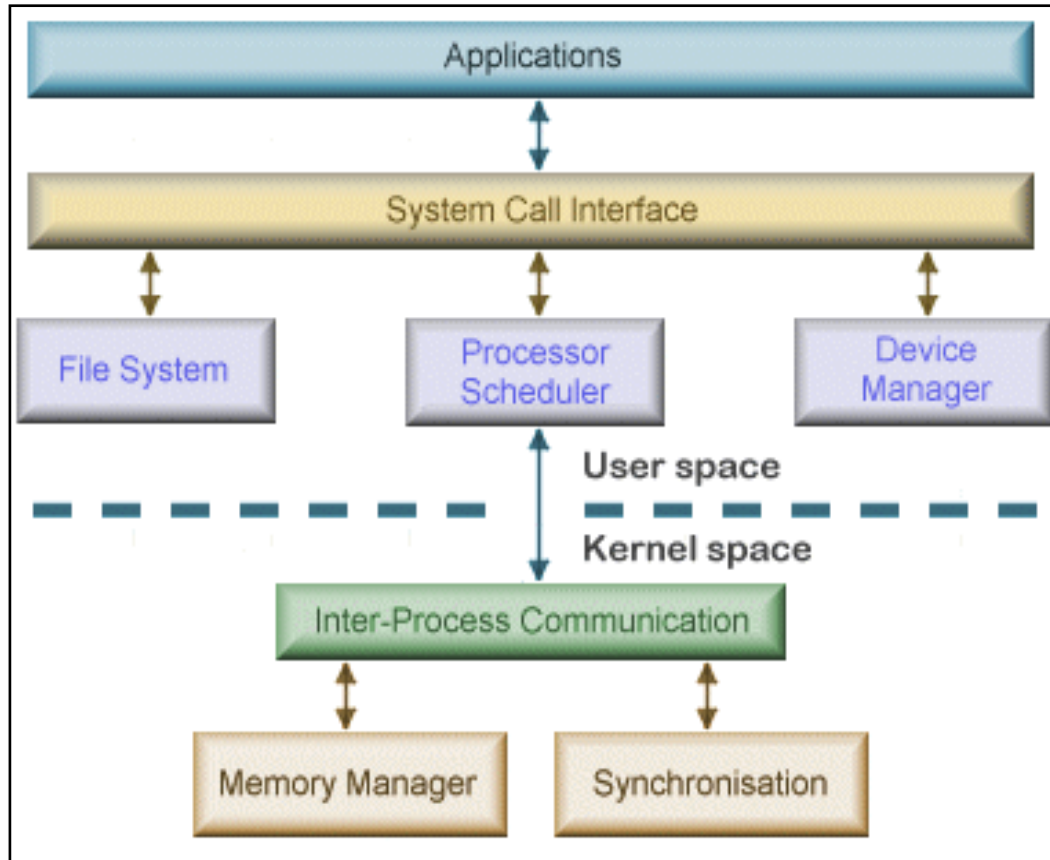 Applications
System Call Interface
File System
Processor
Scheduler
Device
Manager
User space
Kernel space
Inter-Process Communication
Memory Manager
Synchronisation